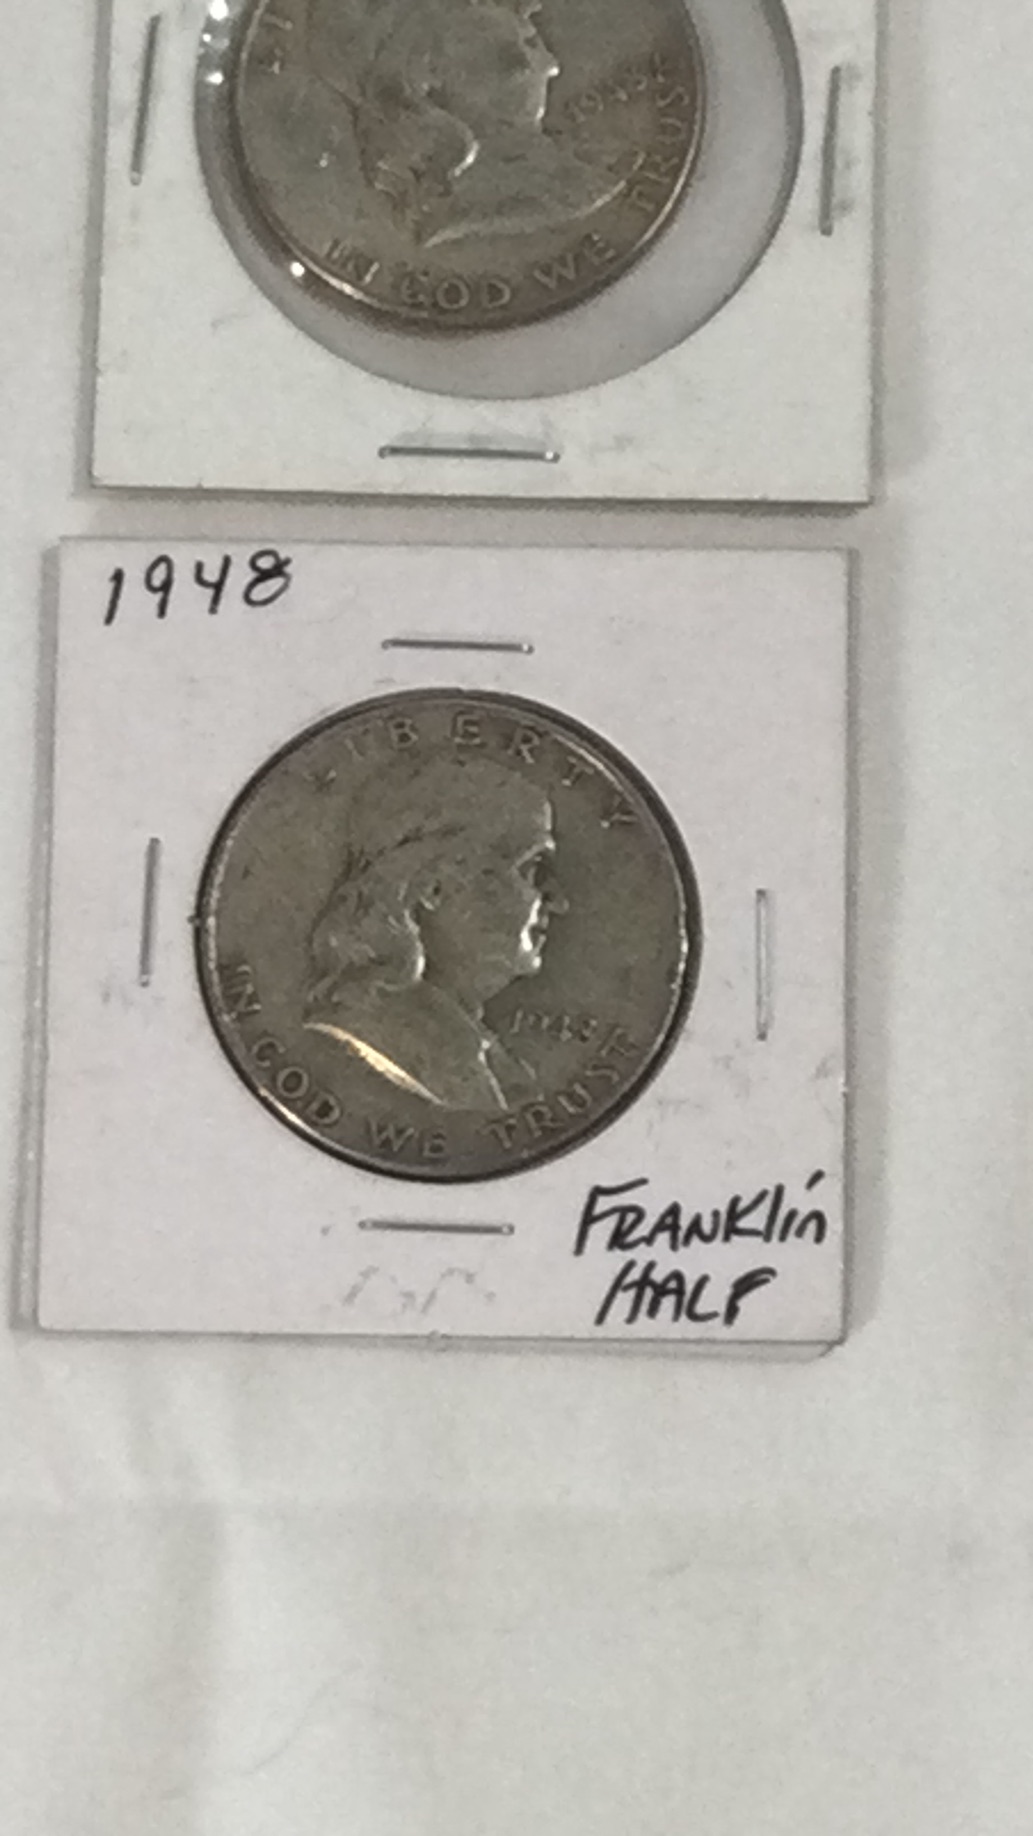 IN GOD WE TRUST
1948
LIBERTY
1948
IN GOD WE TRUST
FRANKlin
HALF